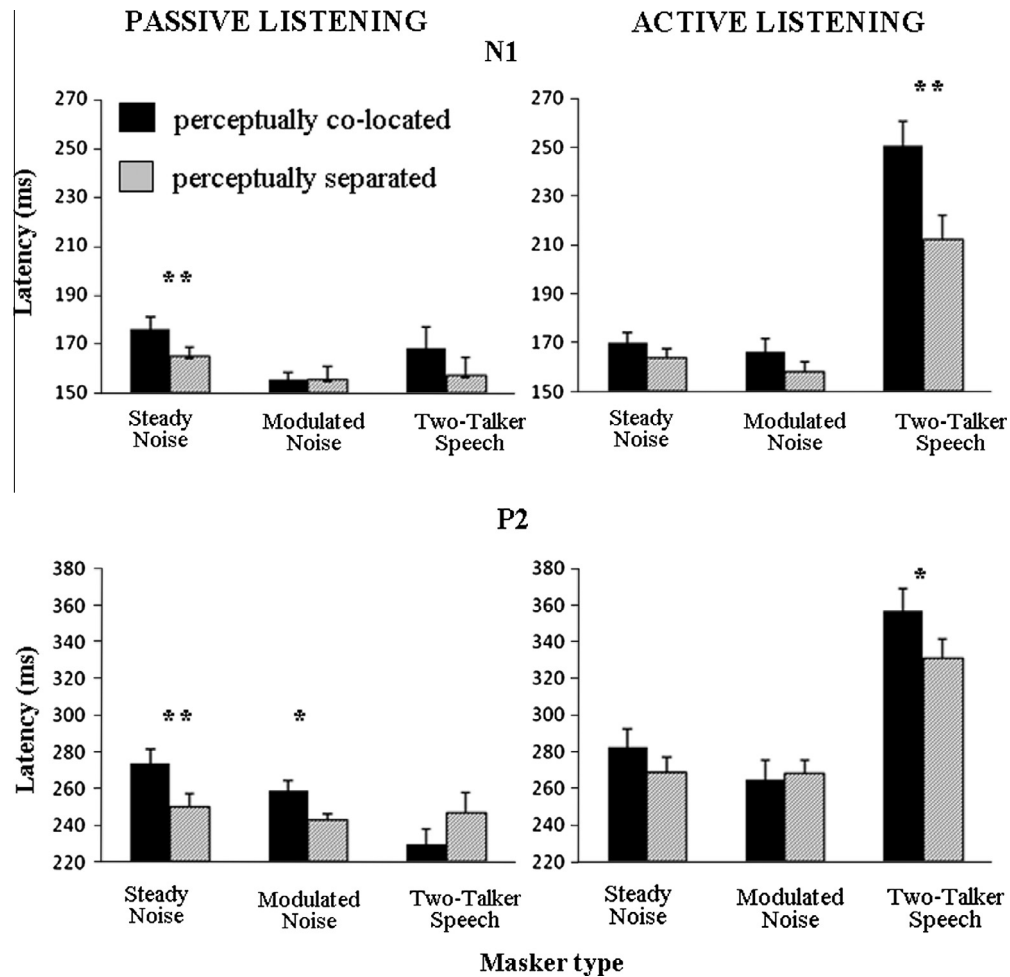 PASSIVE LISTENING
ACTIVE LISTENING
N1
Latency (ms)
270
250
230
210
190
170
150
perceptually co-located
perceptually separated
**
Steady
Noise
Modulated
Noise
Two-Talker
Speech
270
250
230
210
190
170
150
**
Steady
Noise
Modulated
Noise
Two-Talker
Speech
P2
Latency (ms)
380
360
340
320
300
280
260
240
220
**
*
Steady
Noise
Modulated
Noise
Two-Talker
Speech
380
360
340
320
300
280
260
240
220
*
Steady
Noise
Modulated
Noise
Two-Talker
Speech
Masker type